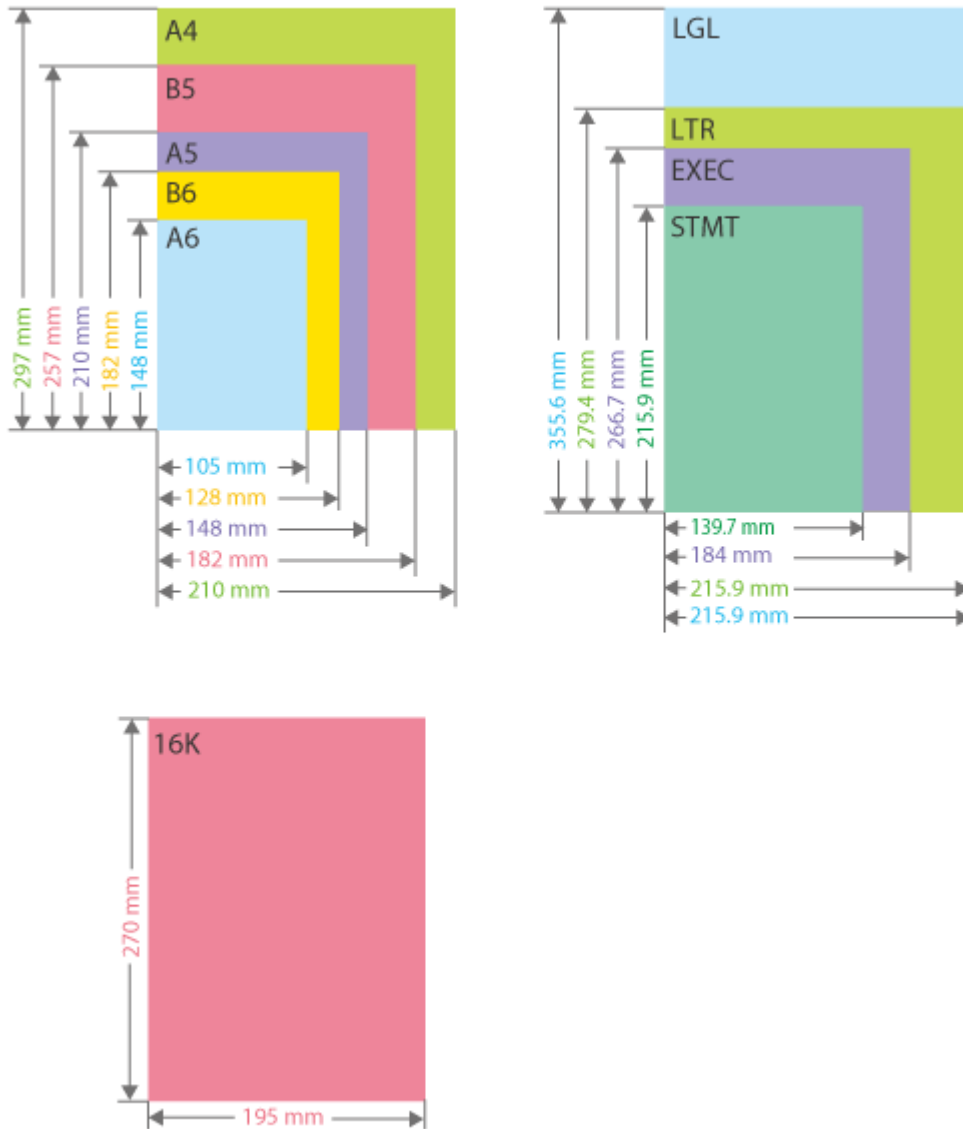 A4
B5
A5
B6
A6
297 mm
257 mm
210 mm
182 mm
148 mm
105 mm
128 mm
148 mm
182 mm
210 mm
LGL
LTR
EXEC
STMT
355.6 mm
279.4 mm
266.7 mm
215.9 mm
139.7 mm
184 mm
215.9 mm
215.9 mm
16K
270 mm
195 mm